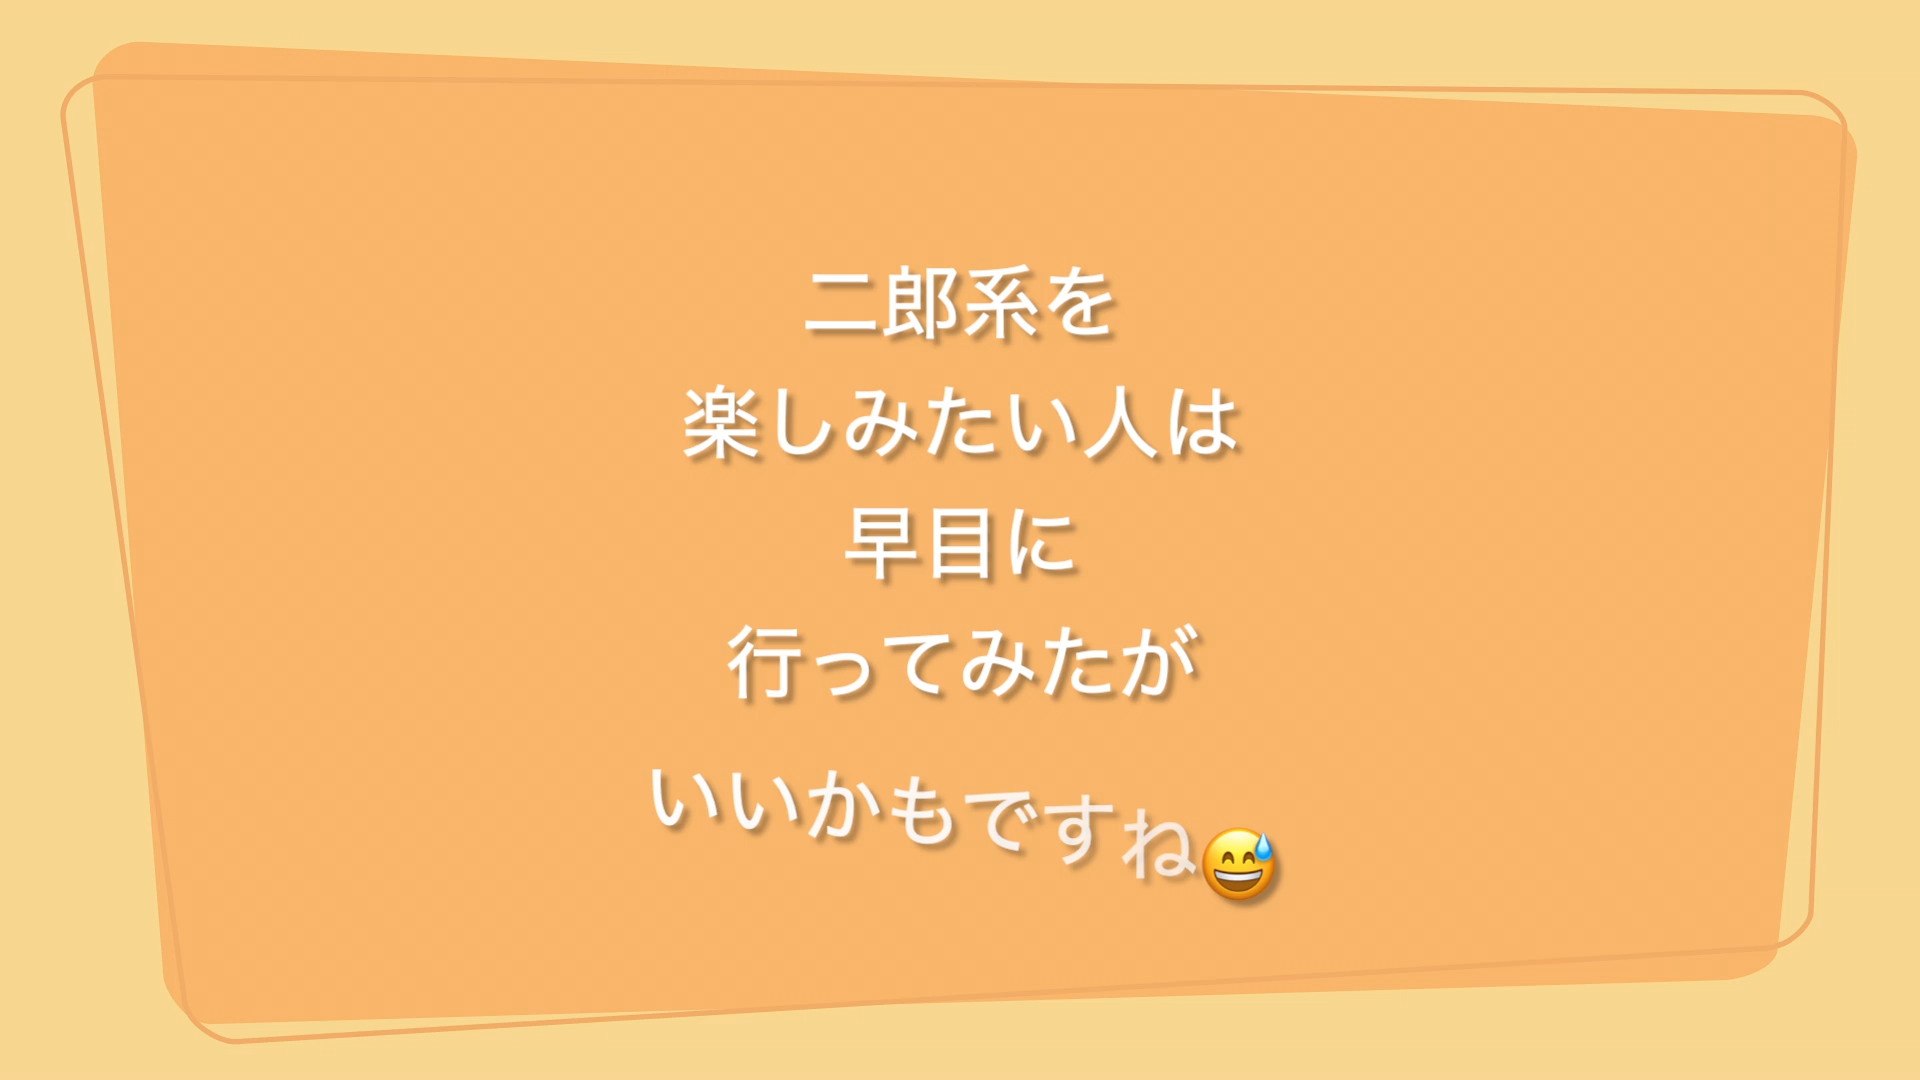 二郎系を
楽しみたい人は
早目に
行ってみたが
いいかもですね😅